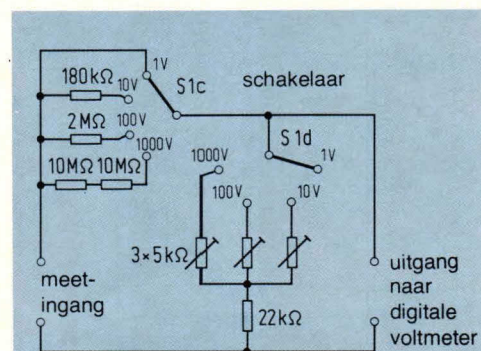 1V
180kΩ
10V
S1c
schakelaar
2MΩ
100V
1000V
S1d
10MΩ 10MΩ
1000V
1V
100V
10V
3×5kΩ
meet-
ingang
22kΩ
uitgang
naar
digitale
voltmeter